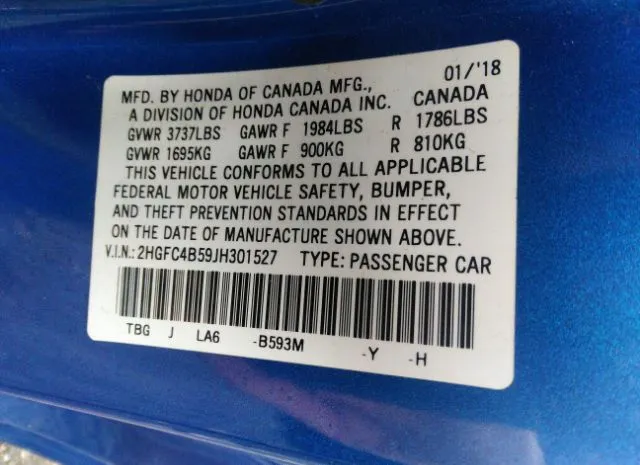 MFD. BY HONDA OF CANADA MFG., 01/'18
A DIVISION OF HONDA CANADA INC. CANADA
GVWR 3737LBS GAWR F 1984LBS R 1786LBS
GVWR 1695KG GAWR F 900KG R 810KG
THIS VEHICLE CONFORMS TO ALL APPLICABLE
FEDERAL MOTOR VEHICLE SAFETY, BUMPER,
AND THEFT PREVENTION STANDARDS IN EFFECT
ON THE DATE OF MANUFACTURE SHOWN ABOVE.
V.I.N.: 2HGFC4B59JH301527 TYPE: PASSENGER CAR
TBG J LA6 -B593M -Y -H